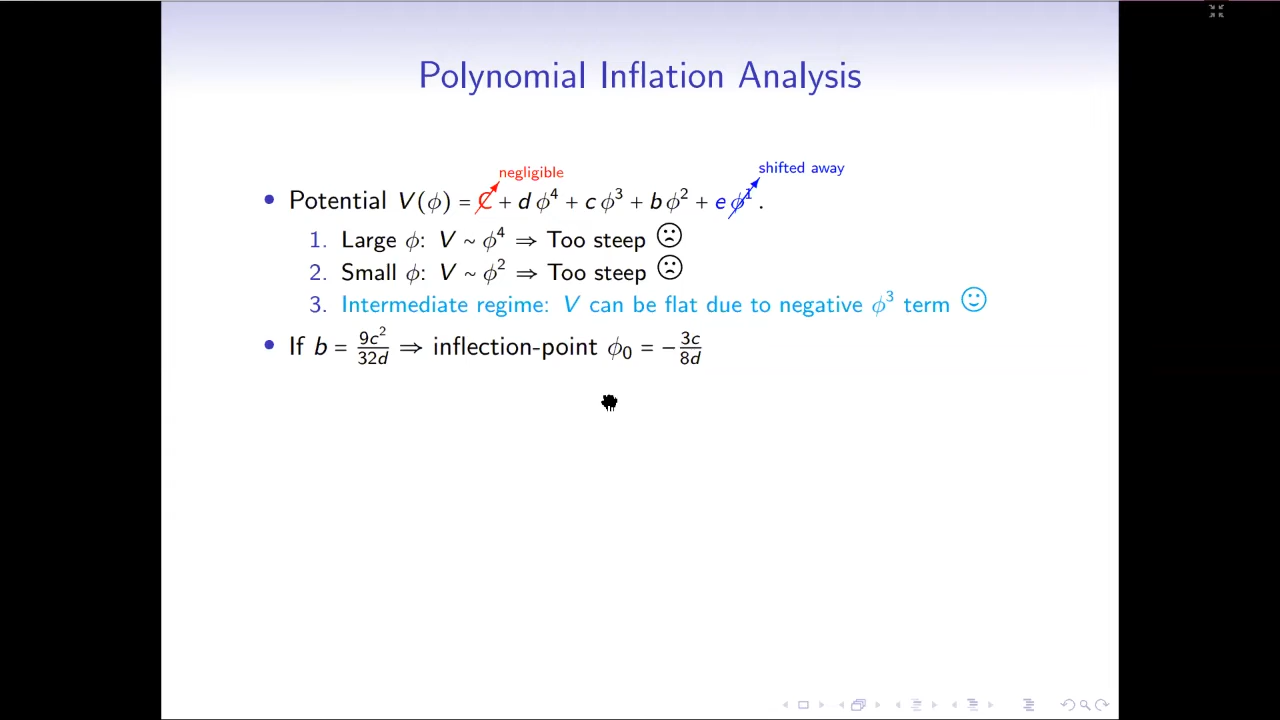 Polynomial Inflation Analysis
negligible
shifted away
• Potential V(ϕ) = C + d ϕ⁴ + c ϕ³ + b ϕ² + e ϕ¹ .
1. Large ϕ: V ~ ϕ⁴ ⇒ Too steep ☹
2. Small ϕ: V ~ ϕ² ⇒ Too steep ☹
3. Intermediate regime: V can be flat due to negative ϕ³ term ☺
• If b = 9c²/32d ⇒ inflection-point ϕ₀ = −3c/8d